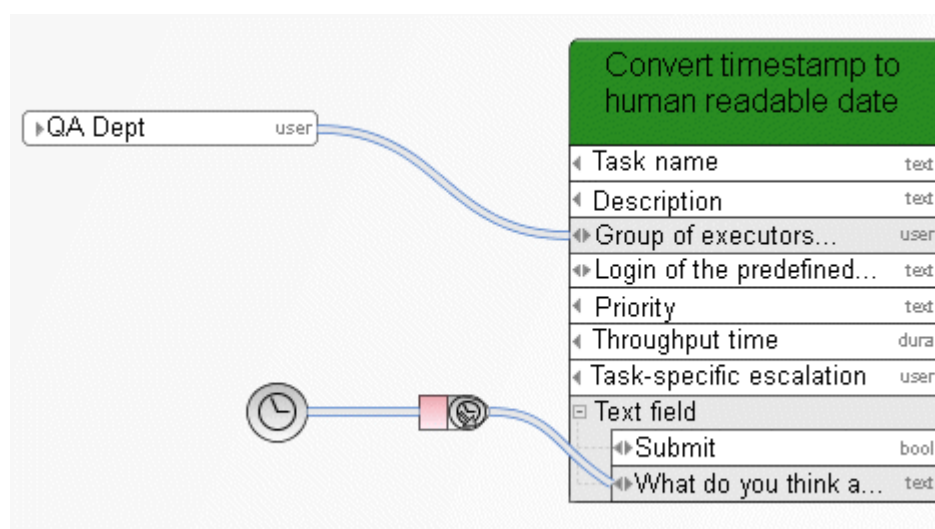 Convert timestamp to
human readable date
QA Dept user
Task name text
Description text
Group of executors... user
Login of the predefined... text
Priority text
Throughput time dura
Task-specific escalation user
Text field
Submit bool
What do you think a... text